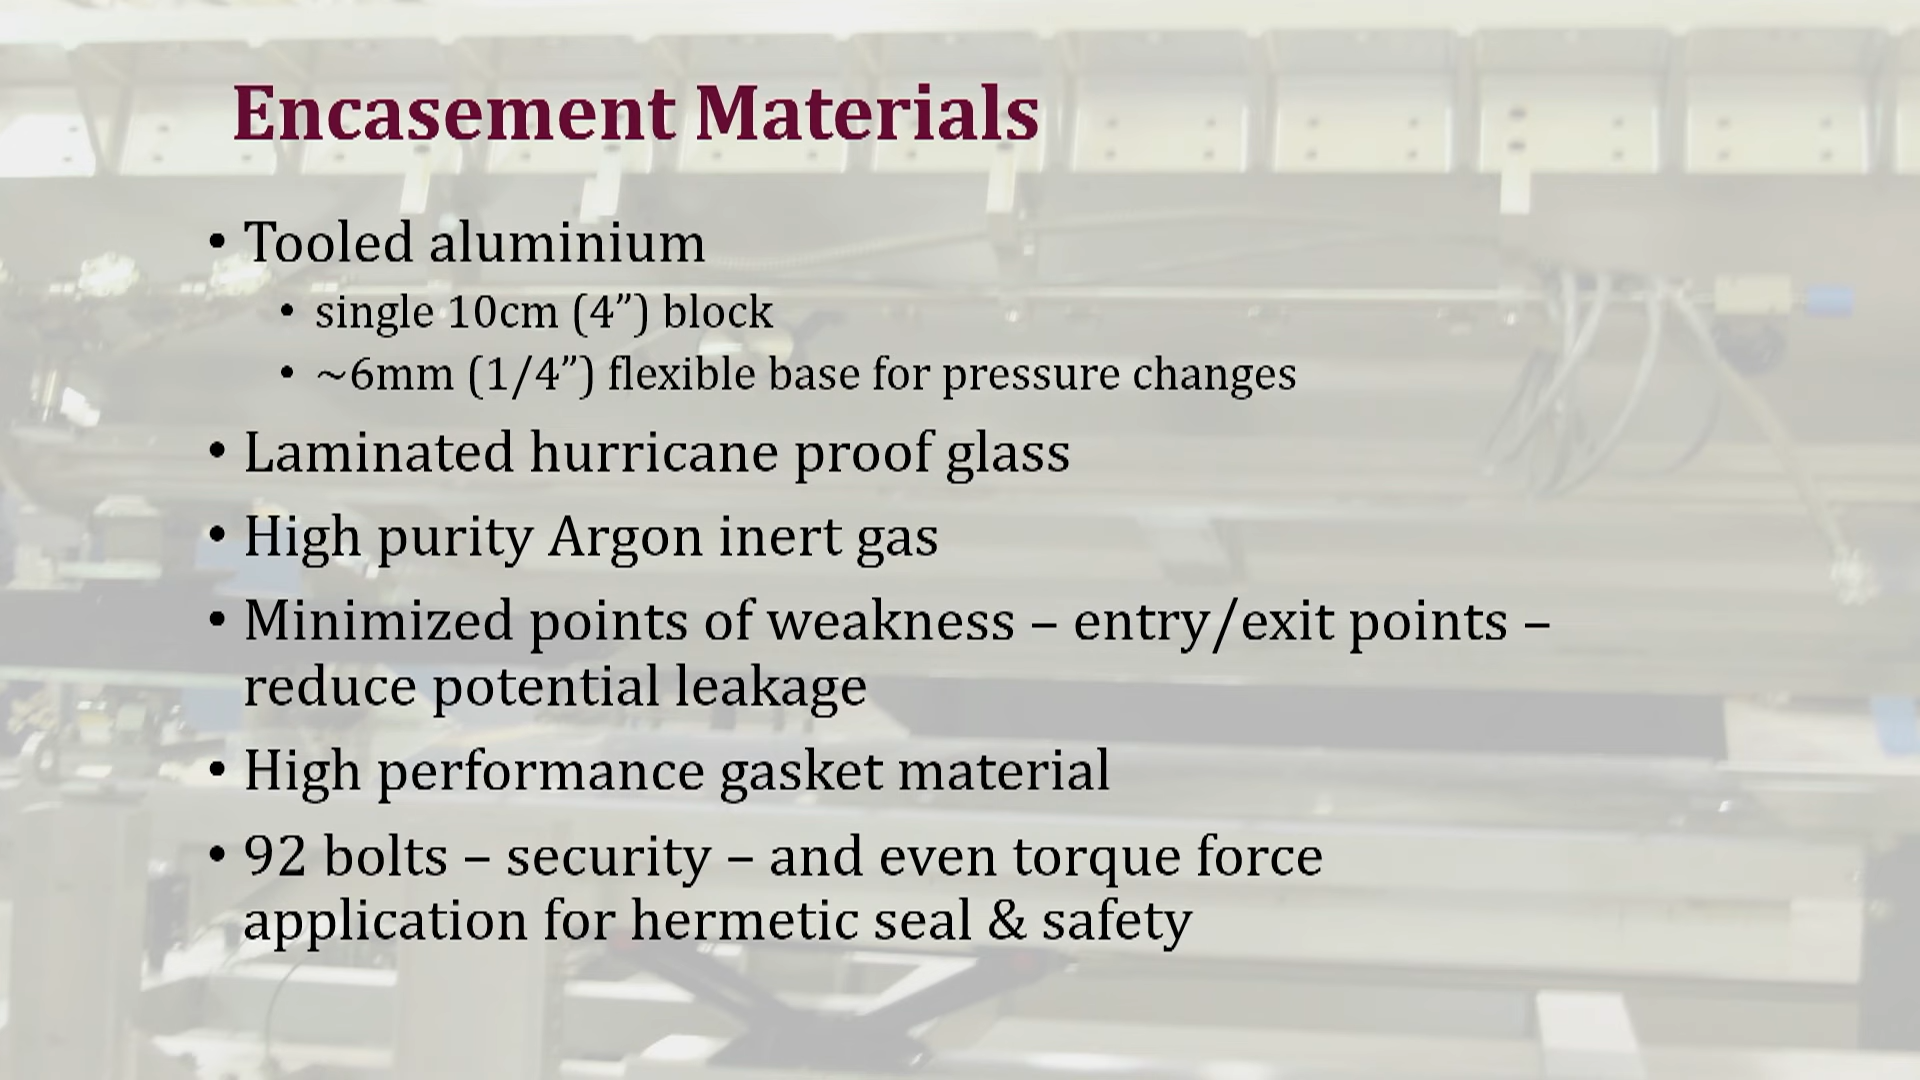 Encasement Materials
• Tooled aluminium
• single 10cm (4”) block
• ~6mm (1/4”) flexible base for pressure changes
• Laminated hurricane proof glass
• High purity Argon inert gas
• Minimized points of weakness – entry/exit points –
reduce potential leakage
• High performance gasket material
• 92 bolts – security – and even torque force
application for hermetic seal & safety